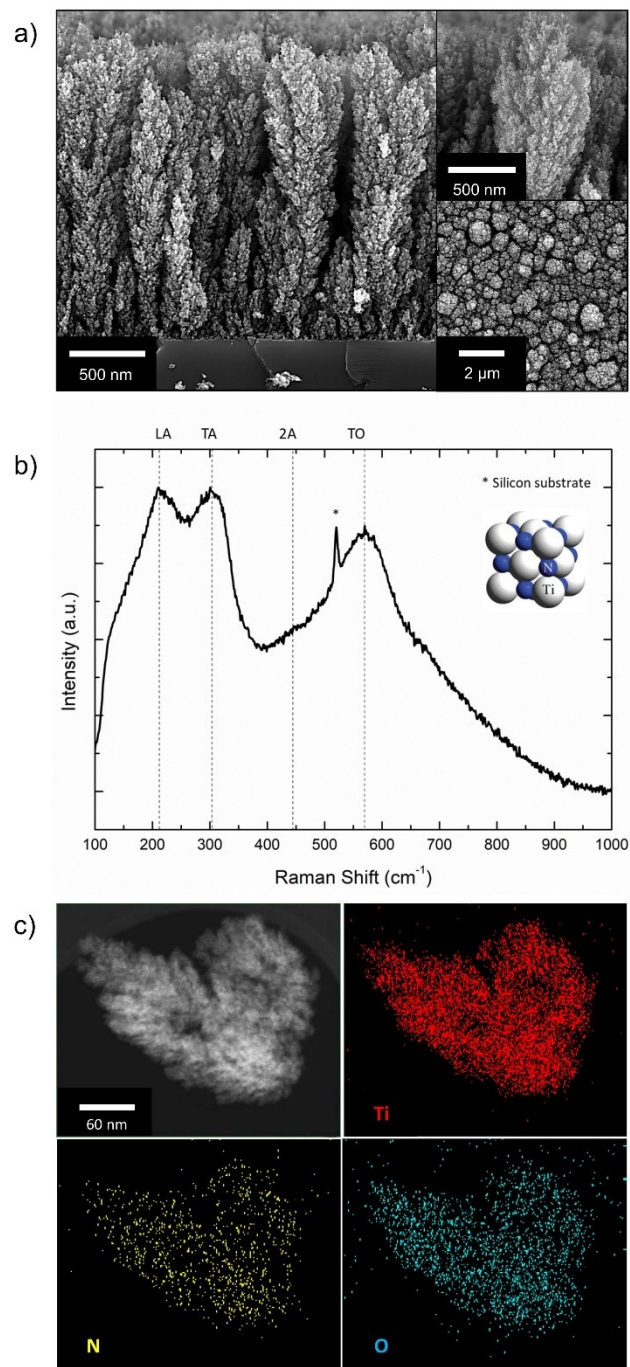 a)
500 nm
500 nm
2 µm
b)
LA TA 2A TO
* Silicon substrate
*
N
Ti
Intensity (a.u.)
100 200 300 400 500 600 700 800 900 1000
Raman Shift (cm⁻¹)
c)
60 nm
Ti
N
O